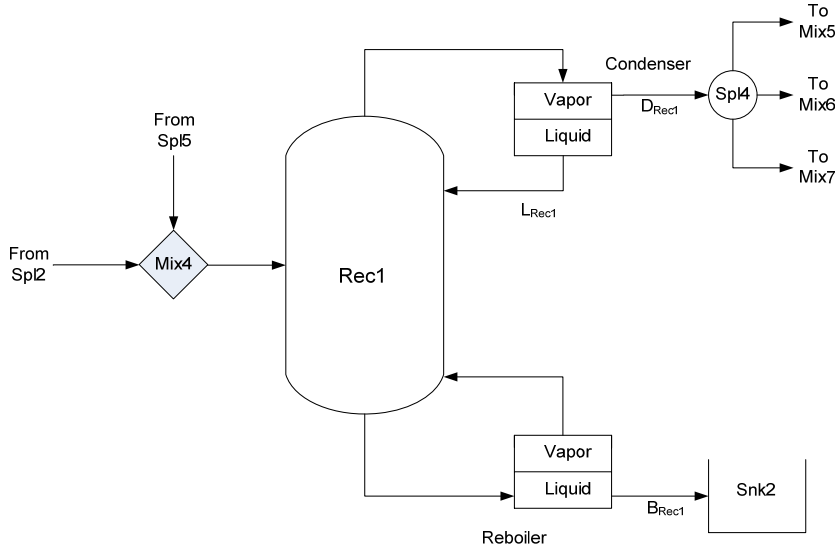 To
Mix5
Condenser
Vapor
Liquid
D_Rec1
Spl4
To
Mix6
To
Mix7
From
Spl5
L_Rec1
From
Spl2
Mix4
Rec1
Vapor
Liquid
B_Rec1
Snk2
Reboiler